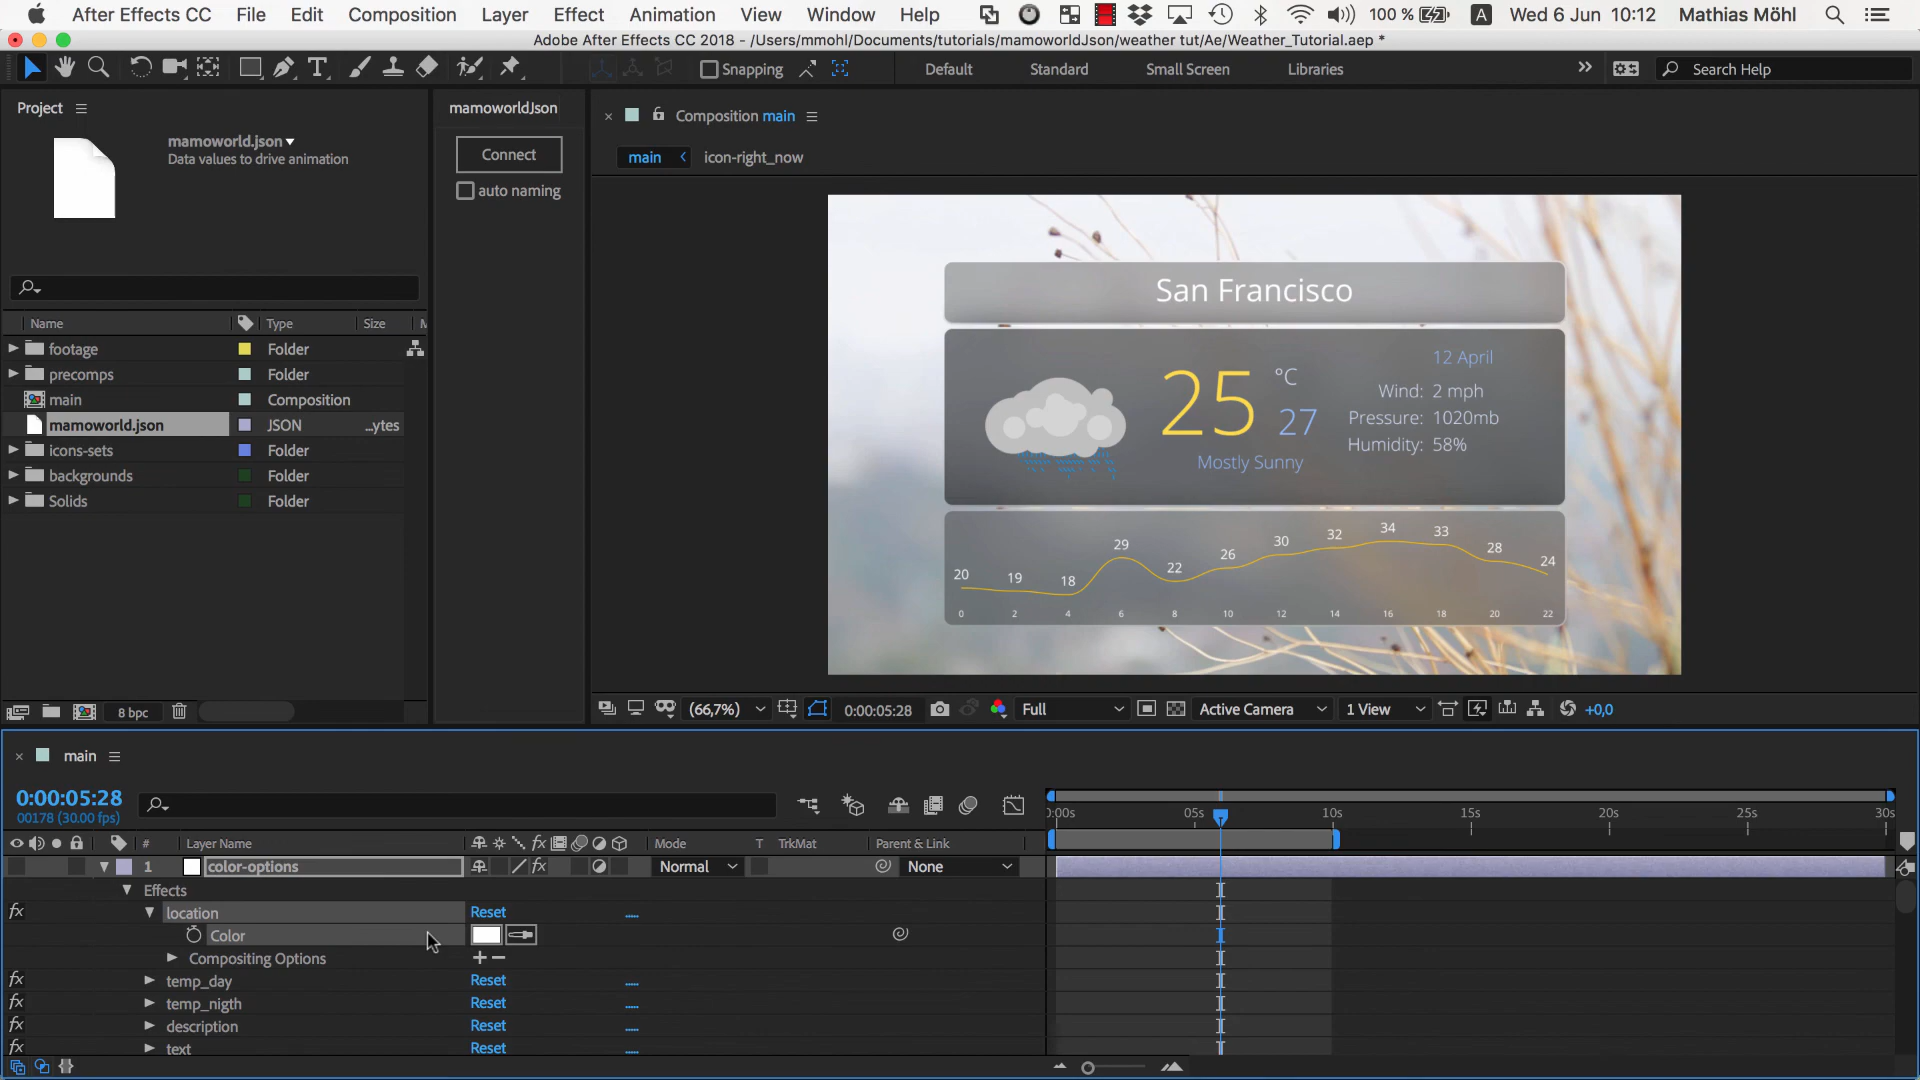 After Effects CC File Edit Composition Layer Effect Animation View Window Help 100 % A Wed 6 Jun 10:12 Mathias Möhl
Adobe After Effects CC 2018 - /Users/mmohl/Documents/tutorials/mamoworldJson/weather tut/Ae/Weather_Tutorial.aep *
Snapping Default Standard Small Screen Libraries Search Help
Project
mamoworld.json
Data values to drive animation
Name Type Size
footage Folder
precomps Folder
main Composition
mamoworld.json JSON ...ytes
icons-sets Folder
backgrounds Folder
Solids Folder
8 bpc
mamoworldJson
Connect
auto naming
Composition main
main icon-right_now
San Francisco
12 April
25 °C
27
Mostly Sunny
Wind: 2 mph
Pressure: 1020mb
Humidity: 58%
20 19 18 29 22 26 30 32 34 33 28 24
0 2 4 6 8 10 12 14 16 18 20 22
(66,7%) 0:00:05:28 Full Active Camera 1 View +0,0
main
0:00:05:28
00178 (30.00 fps)
# Layer Name Mode T TrkMat Parent & Link
0:00s 05s 10s 15s 20s 25s 30s
1 color-options Normal None
Effects
fx location Reset
Color
Compositing Options
fx temp_day Reset
fx temp_nigth Reset
fx description Reset
fx text Reset